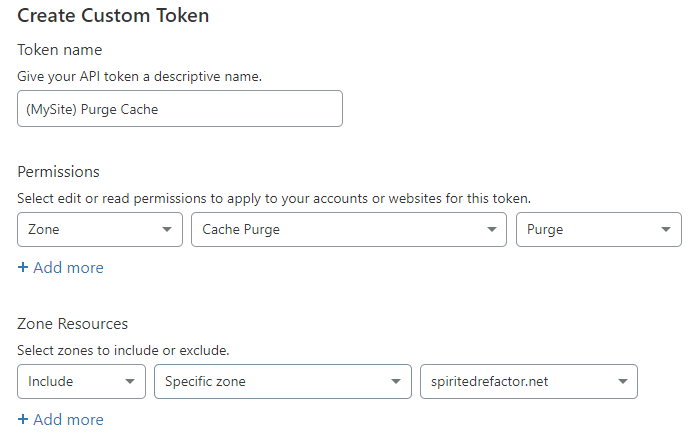 Create Custom Token
Token name
Give your API token a descriptive name.
(MySite) Purge Cache
Permissions
Select edit or read permissions to apply to your accounts or websites for this token.
Zone Cache Purge Purge
+ Add more
Zone Resources
Select zones to include or exclude.
Include Specific zone spiritedrefactor.net
+ Add more